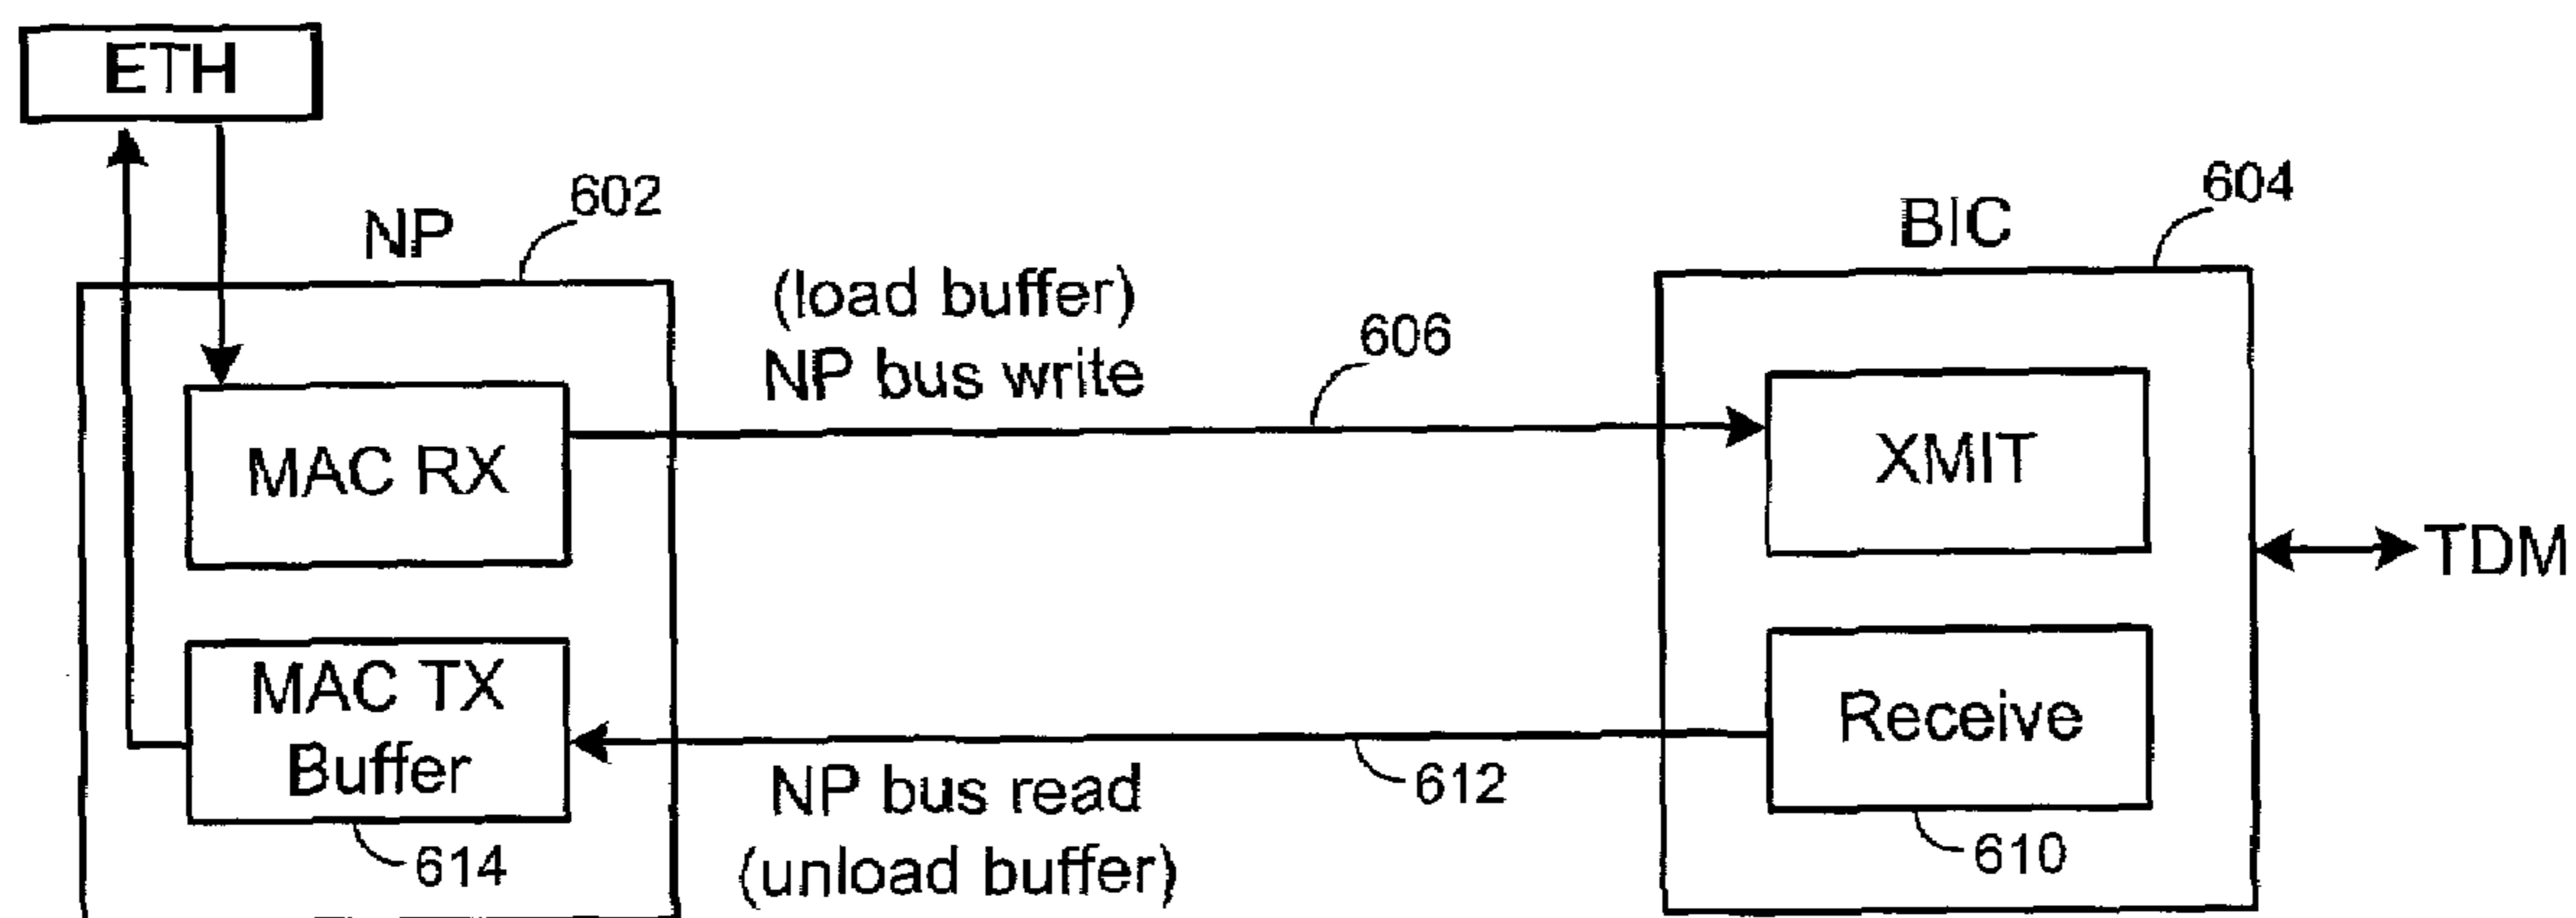 ETH
NP
602
BIC
604
(load buffer)
NP bus write
606
MAC RX
XMIT
TDM
MAC TX
Buffer
614
Receive
610
NP bus read
(unload buffer)
612